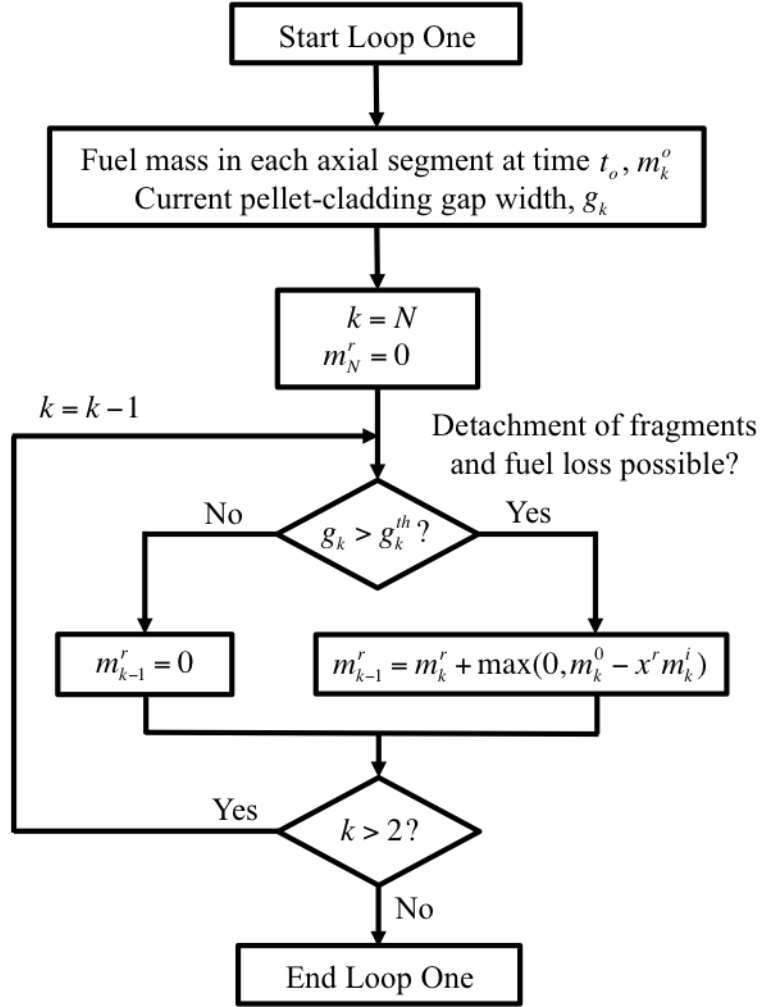 Start Loop One
Fuel mass in each axial segment at time t_o, m_k^o
Current pellet-cladding gap width, g_k
k = N
m_N^r = 0
k = k − 1
Detachment of fragments
and fuel loss possible?
No
g_k > g_k^{th} ?
Yes
m_{k−1}^r = 0
m_{k−1}^r = m_k^r + max(0, m_k^0 − x^r m_k^i)
Yes
k > 2?
No
End Loop One